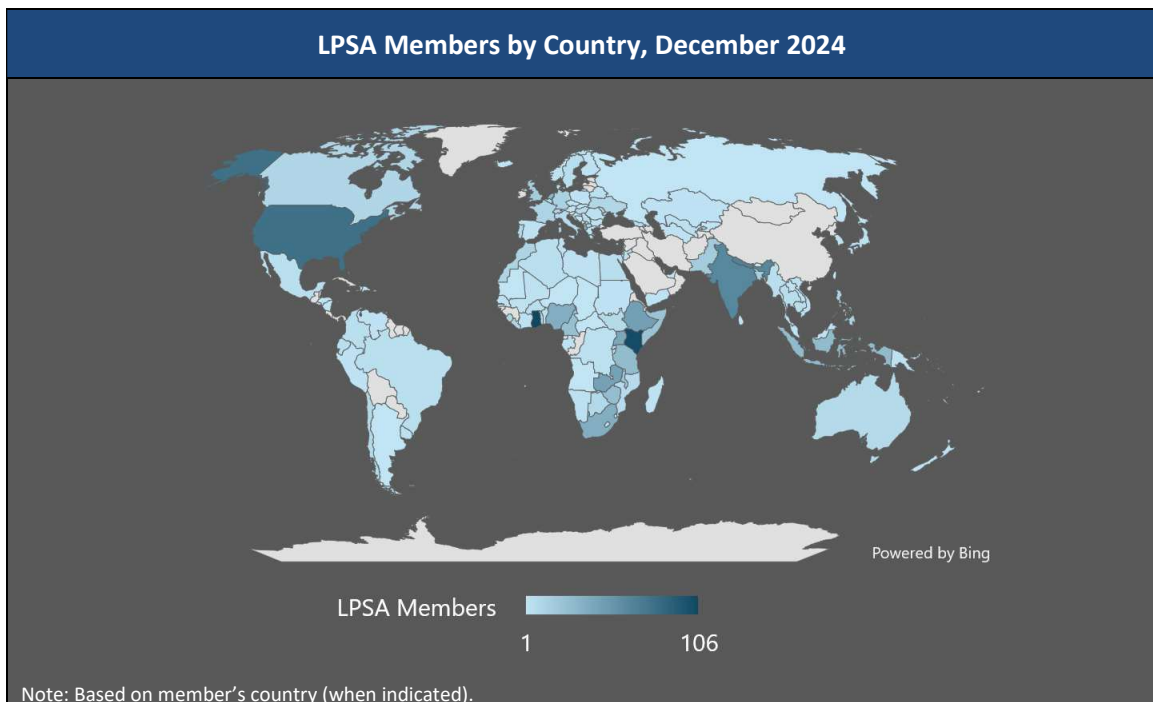 LPSA Members by Country, December 2024
Powered by Bing
LPSA Members
1 106
Note: Based on member’s country (when indicated).